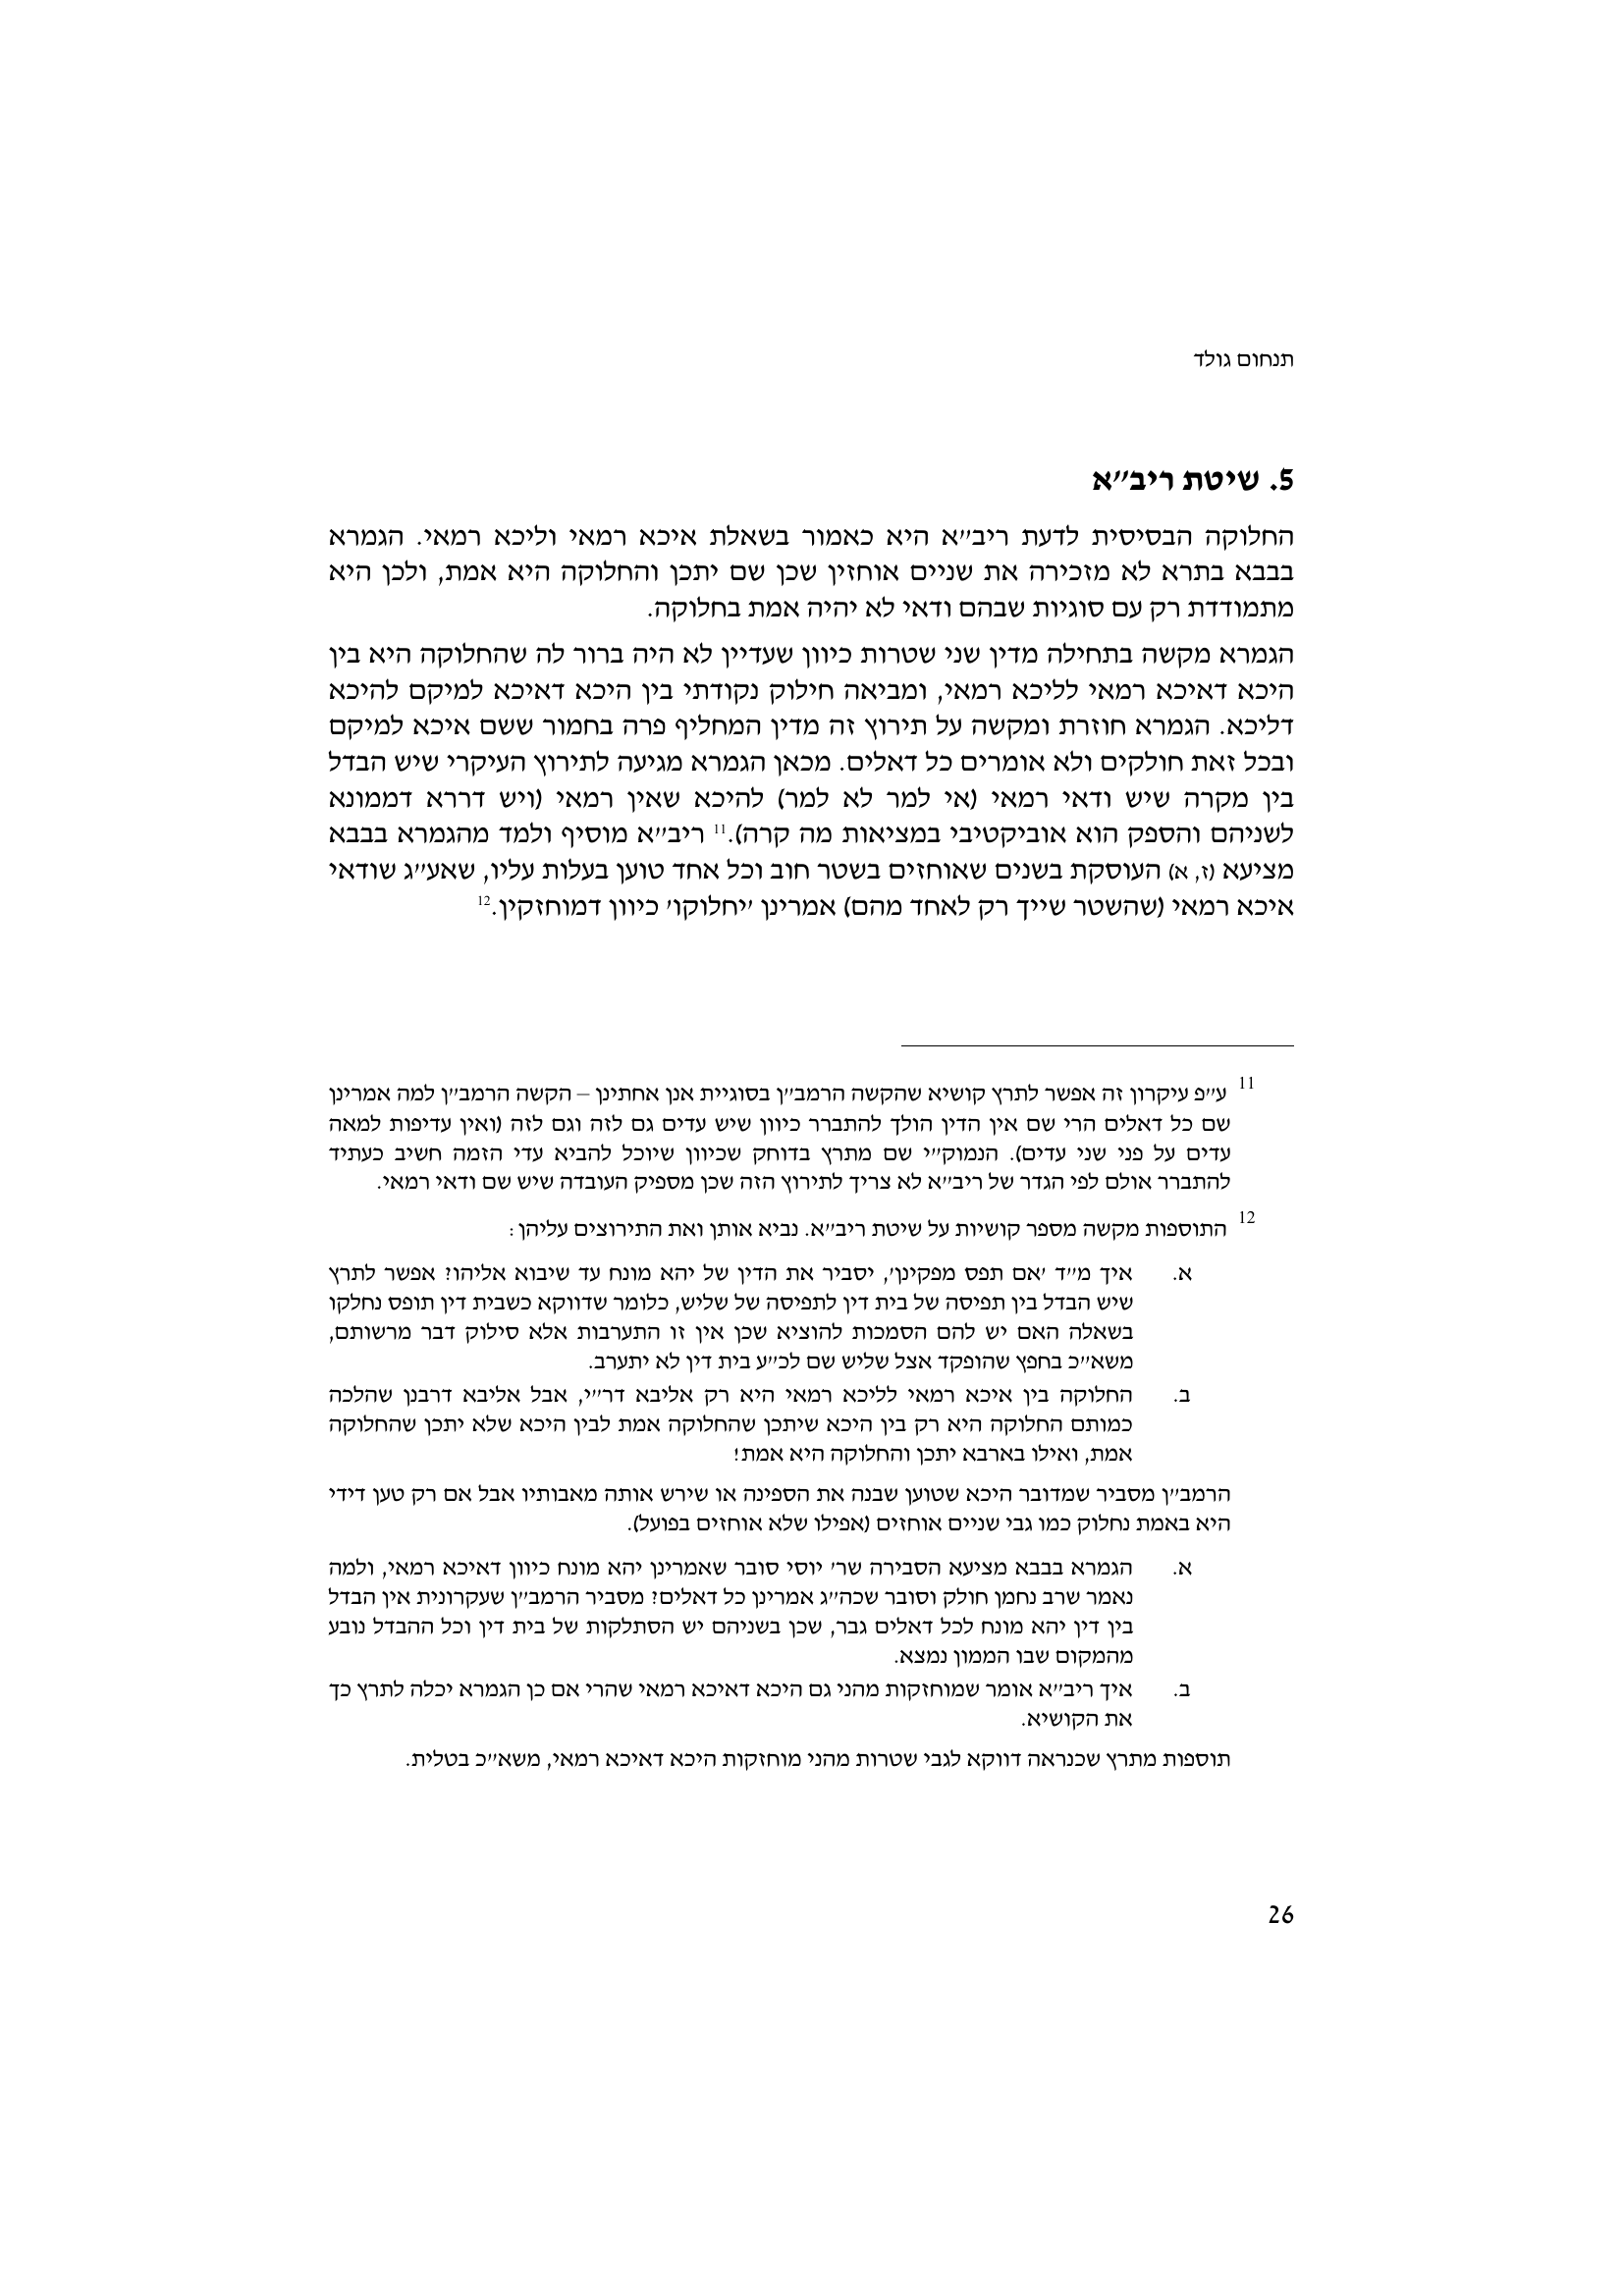 תנחום גולד
5. שיטת ריב״א
החלוקה הבסיסית לדעת ריב״א היא כאמור בשאלת איכא רמאי וליכא רמאי. הגמרא
בבבא בתרא לא מזכירה את שניים אוחזין שכן שם יתכן והחלוקה היא אמת, ולכן היא
מתמודדת רק עם סוגיות שבהם ודאי לא יהיה אמת בחלוקה.
הגמרא מקשה בתחילה מדין שני שטרות כיוון שעדיין לא היה ברור לה שהחלוקה היא בין
היכא דאיכא רמאי לליכא רמאי, ומביאה חילוק נקודתי בין היכא דאיכא למיקם להיכא
דליכא. הגמרא חוזרת ומקשה על תירוץ זה מדין המחליף פרה בחמור ששם איכא למיקם
ובכל זאת חולקים ולא אומרים כל דאלים. מכאן הגמרא מגיעה לתירוץ העיקרי שיש הבדל
בין מקרה שיש ודאי רמאי (אי למר לא למר) להיכא שאין רמאי (ויש דררא דממונא
לשניהם והספק הוא אוביקטיבי במציאות מה קרה).11 ריב״א מוסיף ולמד מהגמרא בבבא
מציעא (ז, א) העוסקת בשנים שאוחזים בשטר חוב וכל אחד טוען בעלות עליו, שאע״ג שודאי
איכא רמאי (שהשטר שייך רק לאחד מהם) אמרינן ׳יחלוקו׳ כיוון דמוחזקין.12
11 ע״פ עיקרון זה אפשר לתרץ קושיא שהקשה הרמב״ן בסוגיית אנן אחתינן – הקשה הרמב״ן למה אמרינן
שם כל דאלים הרי שם אין הדין הולך להתברר כיוון שיש עדים גם לזה וגם לזה (ואין עדיפות למאה
עדים על פני שני עדים). הנמוק״י שם מתרץ בדוחק שכיוון שיוכל להביא עדי הזמה חשיב כעתיד
להתברר אולם לפי הגדר של ריב״א לא צריך לתירוץ הזה שכן מספיק העובדה שיש שם ודאי רמאי.
12 התוספות מקשה מספר קושיות על שיטת ריב״א. נביא אותן ואת התירוצים עליהן:
א. איך מ״ד ׳אם תפס מפקינן׳, יסביר את הדין של יהא מונח עד שיבוא אליהו? אפשר לתרץ
שיש הבדל בין תפיסה של בית דין לתפיסה של שליש, כלומר שדווקא כשבית דין תופס נחלקו
בשאלה האם יש להם הסמכות להוציא שכן אין זו התערבות אלא סילוק דבר מרשותם,
משא״כ בחפץ שהופקד אצל שליש שם לכ״ע בית דין לא יתערב.
ב. החלוקה בין איכא רמאי לליכא רמאי היא רק אליבא דר״י, אבל אליבא דרבנן שהלכה
כמותם החלוקה היא רק בין היכא שיתכן שהחלוקה אמת לבין היכא שלא יתכן שהחלוקה
אמת, ואילו בארבא יתכן והחלוקה היא אמת!
הרמב״ן מסביר שמדובר היכא שטוען שבנה את הספינה או שירש אותה מאבותיו אבל אם רק טען דידי
היא באמת נחלוק כמו גבי שניים אוחזים (אפילו שלא אוחזים בפועל).
א. הגמרא בבבא מציעא הסבירה שר׳ יוסי סובר שאמרינן יהא מונח כיוון דאיכא רמאי, ולמה
נאמר שרב נחמן חולק וסובר שכה״ג אמרינן כל דאלים? מסביר הרמב״ן שעקרונית אין הבדל
בין דין יהא מונח לכל דאלים גבר, שכן בשניהם יש הסתלקות של בית דין וכל ההבדל נובע
מהמקום שבו הממון נמצא.
ב. איך ריב״א אומר שמוחזקות מהני גם היכא דאיכא רמאי שהרי אם כן הגמרא יכלה לתרץ כך
את הקושיא.
תוספות מתרץ שכנראה דווקא לגבי שטרות מהני מוחזקות היכא דאיכא רמאי, משא״כ בטלית.
26